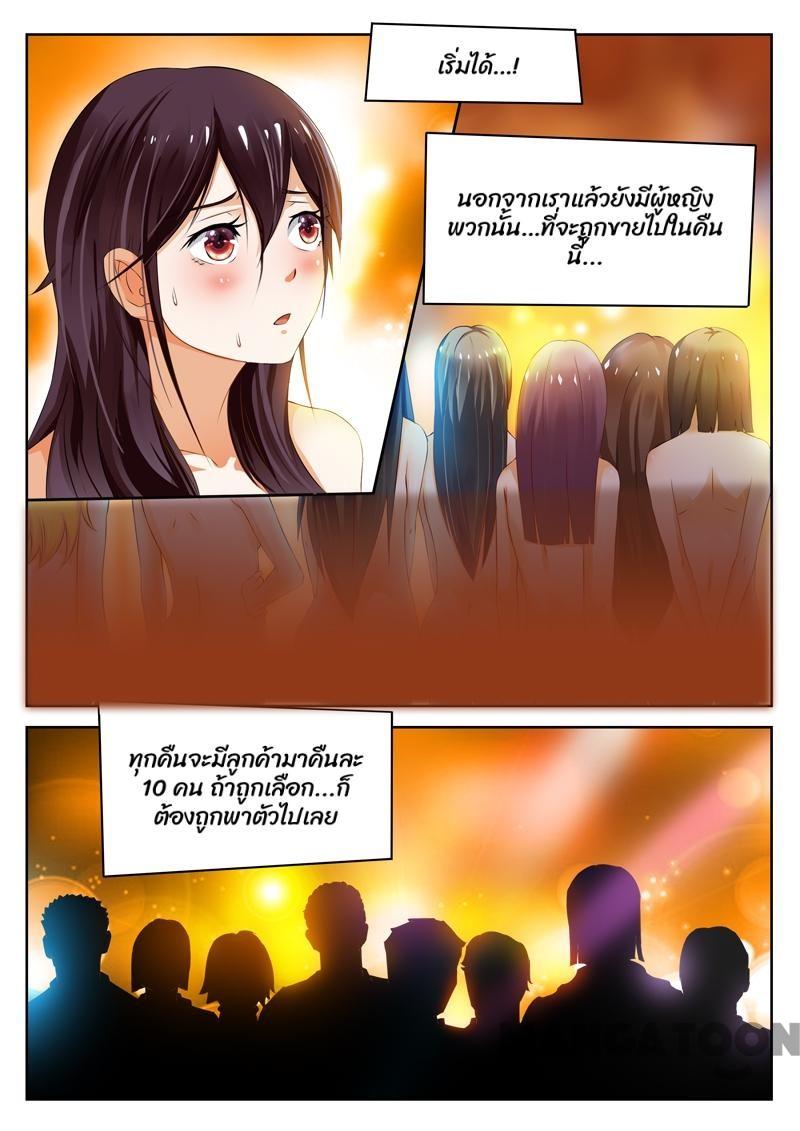 เริ่มได้...!
นอกจากเราแล้วยังมีผู้หญิง
พวกนั้น...ที่จะถูกขายไปในคืน
นี้...
ทุกคืนจะมีลูกค้ามาคืนละ
10 คน ถ้าถูกเลือก...ก็
ต้องถูกพาตัวไปเลย
MANGATOON